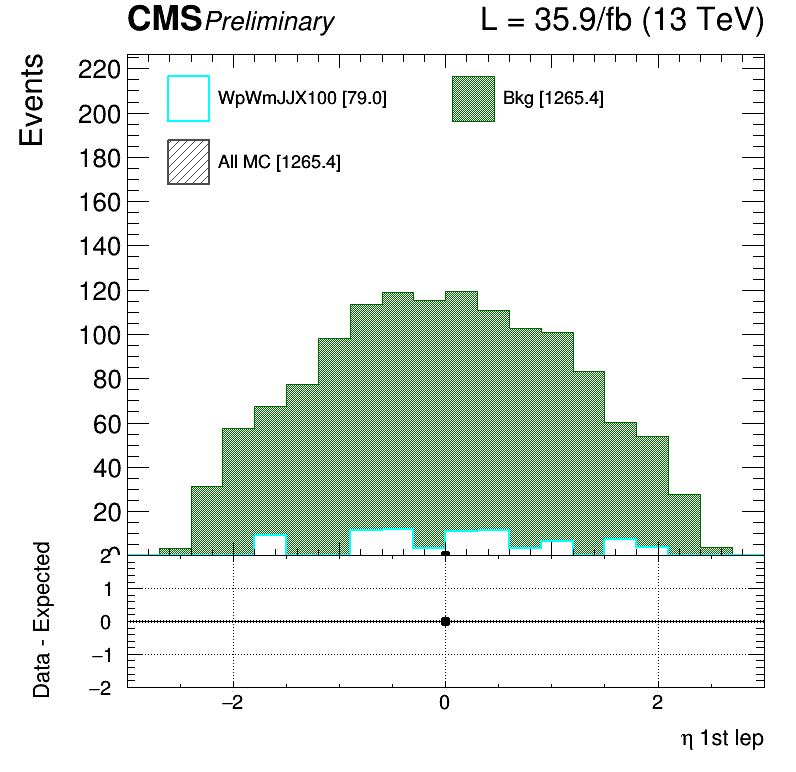 CMS Preliminary L = 35.9/fb (13 TeV)
Events
220
200
180
160
140
120
100
80
60
40
20
0
WpWmJJX100 [79.0]
Bkg [1265.4]
All MC [1265.4]
Data - Expected
2
1
0
−1
−2
−2 0 2
η 1st lep